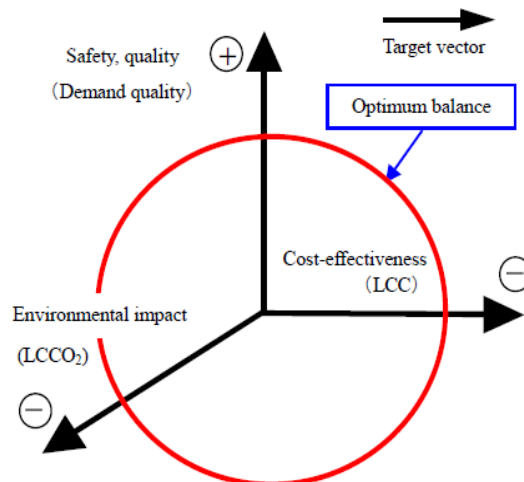 Safety, quality
（Demand quality）
+
Target vector
Optimum balance
Cost-effectiveness
（LCC）
−
Environmental impact
(LCCO₂)
−